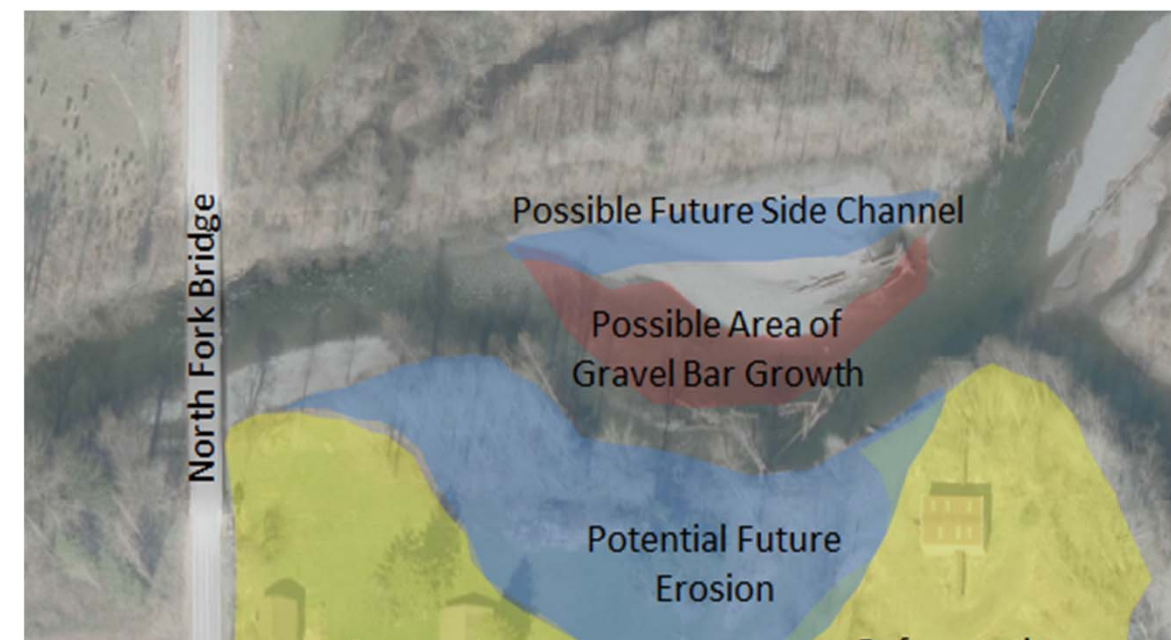 Possible Future Side Channel
North Fork Bridge
Possible Area of
Gravel Bar Growth
Potential Future
Erosion